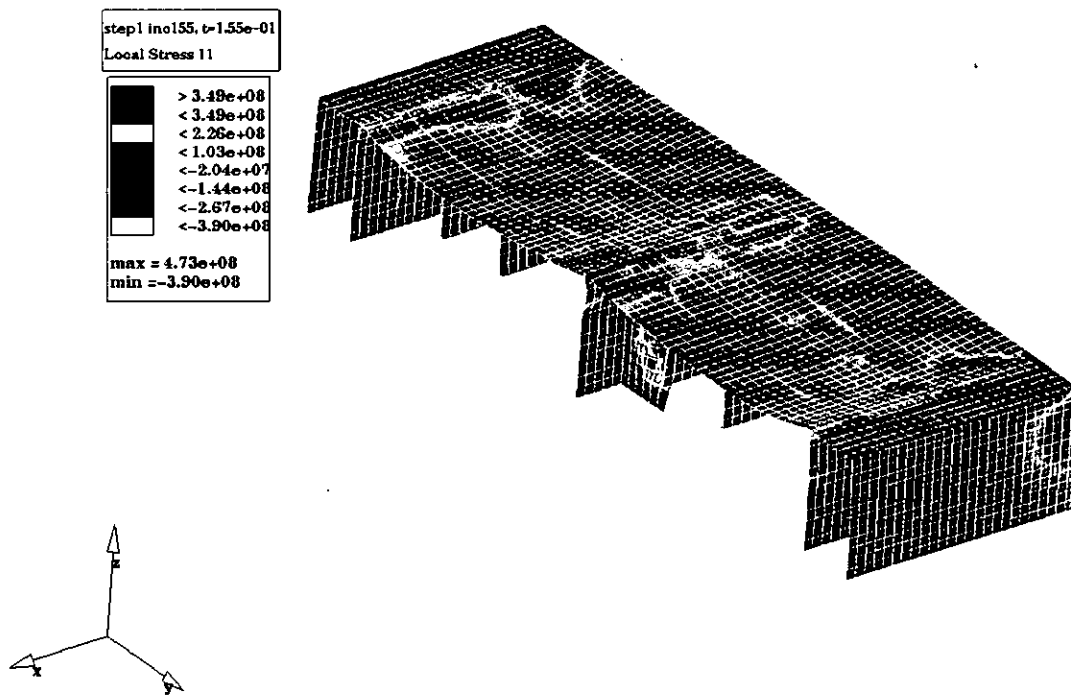 step1 inc155, t=1.55e-01
Local Stress 11
> 3.49e+08
< 3.49e+08
< 2.26e+08
< 1.03e+08
<-2.04e+07
<-1.44e+08
<-2.67e+08
<-3.90e+08
max = 4.73e+08
min =-3.90e+08
z
x
y